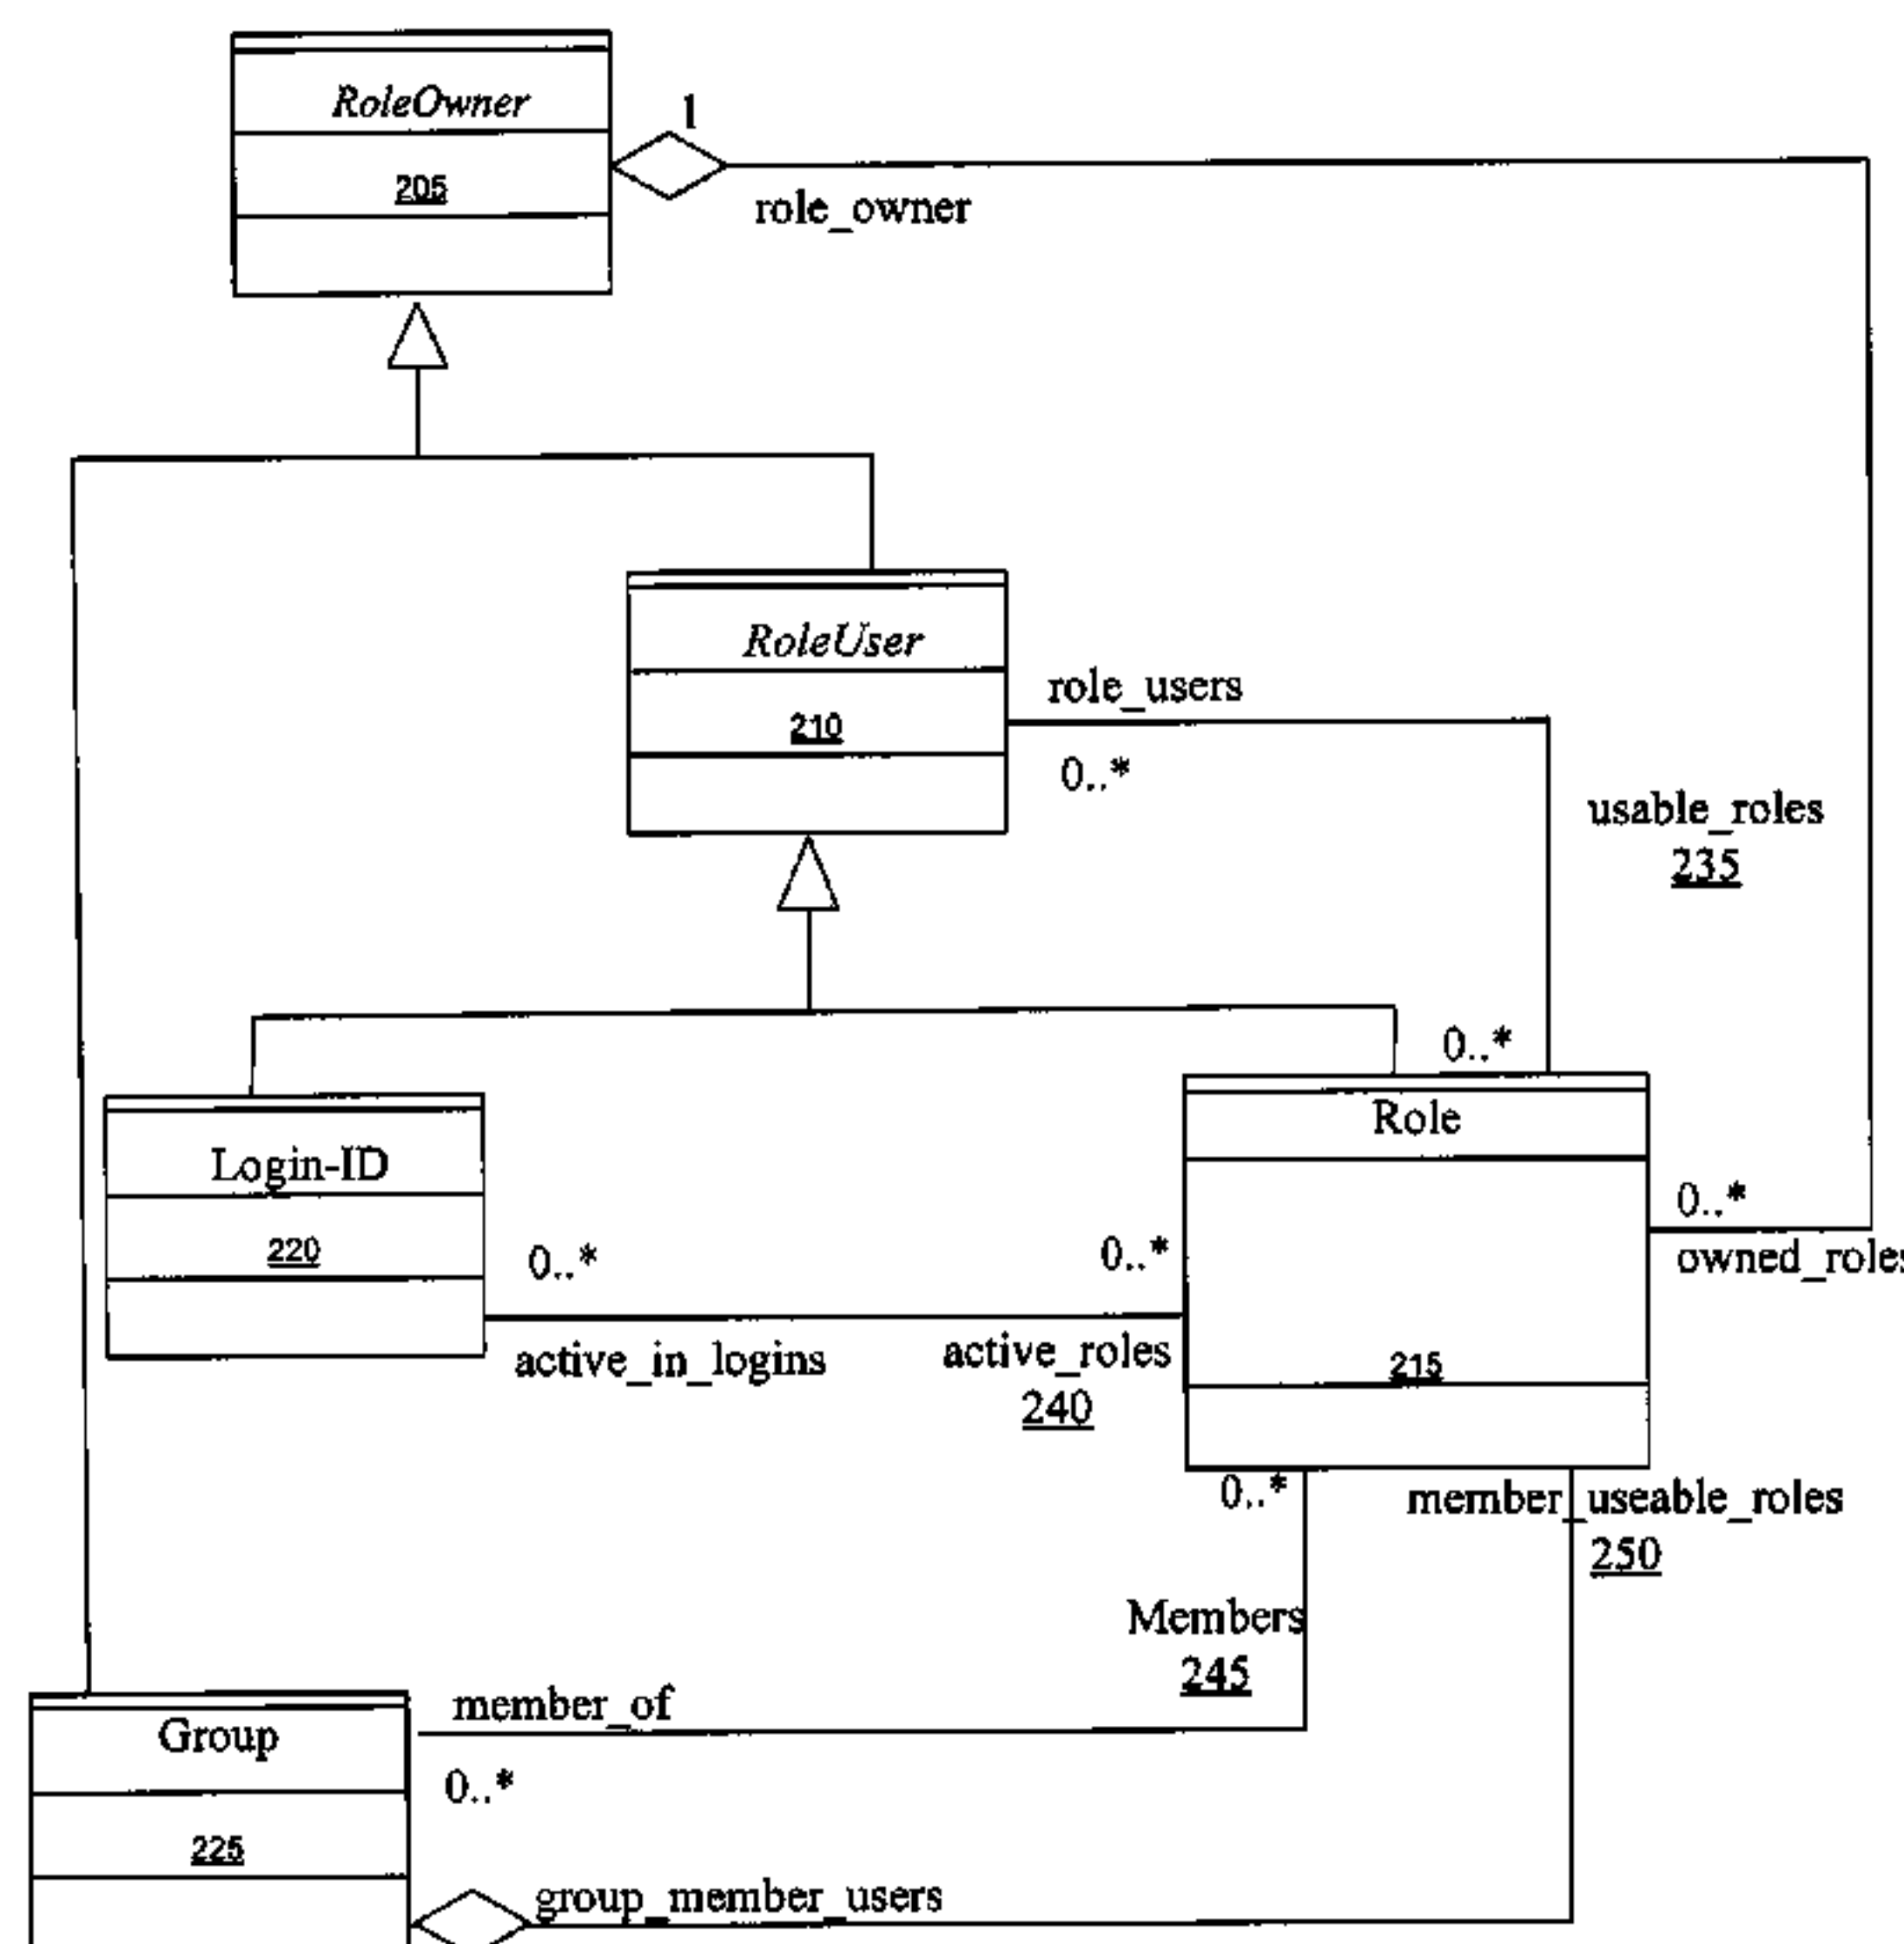 RoleOwner
1
205
role_owner
RoleUser
role_users
210
0..*
usable_roles
235
0..*
Role
Login-ID
0..*
220
0..*
0..*
owned_roles
active_in_logins
active_roles
215
240
0..*
member_useable_roles
250
Members
245
member_of
Group
0..*
225
group_member_users